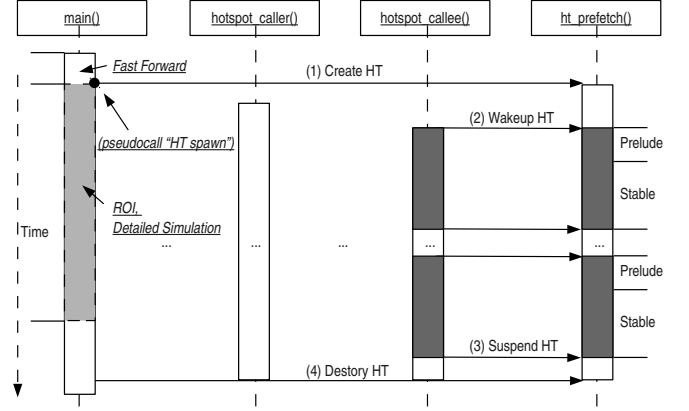 main()
hotspot_caller()
hotspot_callee()
ht_prefetch()
Fast Forward
(1) Create HT
(pseudocall “HT spawn”)
(2) Wakeup HT
Prelude
Stable
ROI,
Detailed Simulation
Time
...
...
...
...
...
Prelude
Stable
(3) Suspend HT
(4) Destory HT